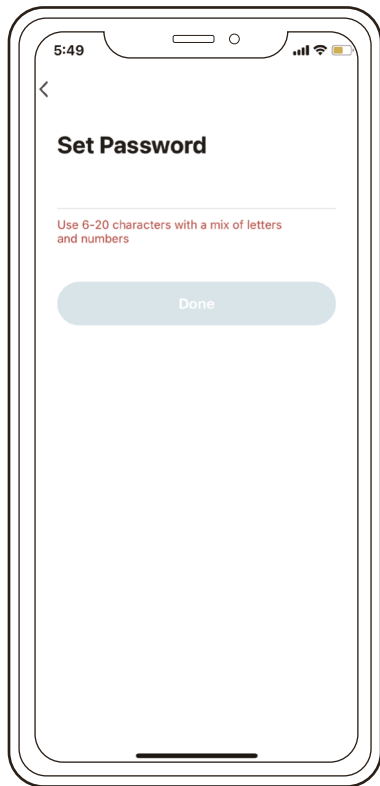 5:49
Set Password
Use 6-20 characters with a mix of letters
and numbers
Done